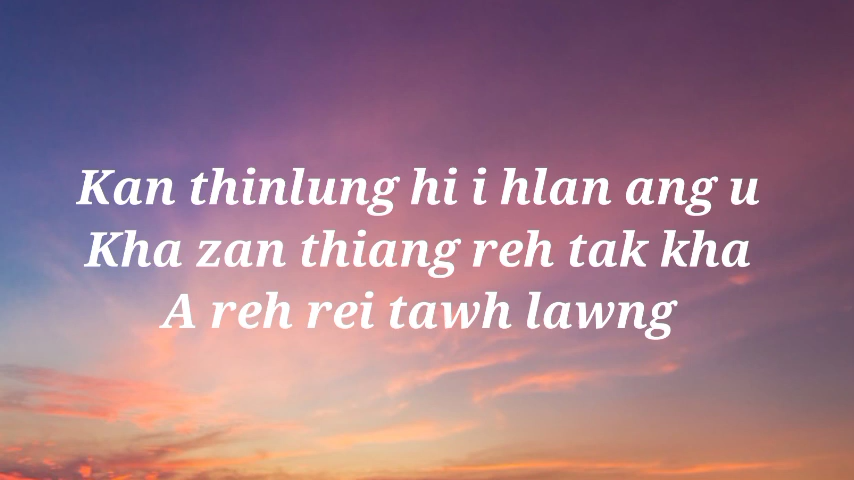 Kan thinlung hi i hlan ang u
Kha zan thiang reh tak kha
A reh rei tawh lawng